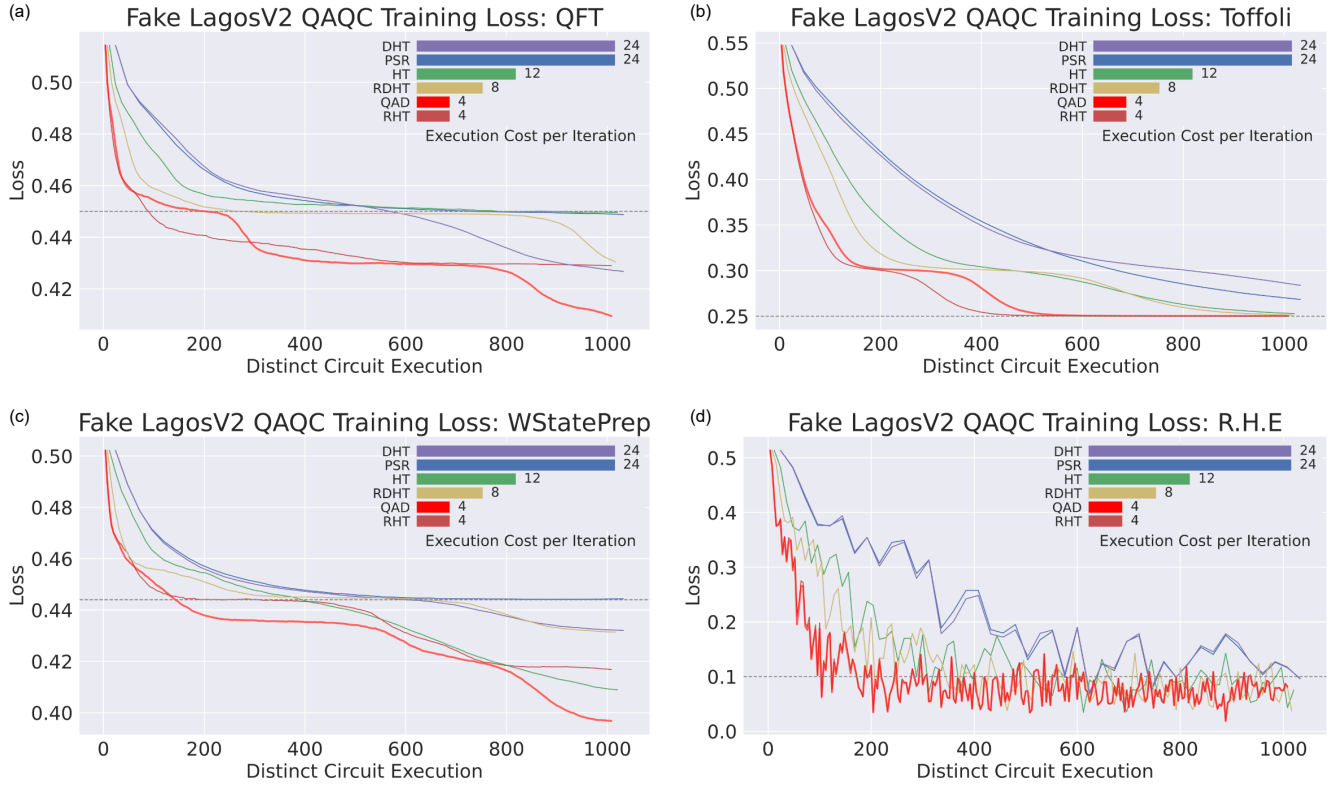 (a)
Fake LagosV2 QAQC Training Loss: QFT
DHT 24
PSR 24
HT 12
RDHT 8
QAD 4
RHT 4
Execution Cost per Iteration
Loss
0.50
0.48
0.46
0.44
0.42
0 200 400 600 800 1000
Distinct Circuit Execution
(b)
Fake LagosV2 QAQC Training Loss: Toffoli
DHT 24
PSR 24
HT 12
RDHT 8
QAD 4
RHT 4
Execution Cost per Iteration
Loss
0.55
0.50
0.45
0.40
0.35
0.30
0.25
0 200 400 600 800 1000
Distinct Circuit Execution
(c)
Fake LagosV2 QAQC Training Loss: WStatePrep
DHT 24
PSR 24
HT 12
RDHT 8
QAD 4
RHT 4
Execution Cost per Iteration
Loss
0.50
0.48
0.46
0.44
0.42
0.40
0 200 400 600 800 1000
Distinct Circuit Execution
(d)
Fake LagosV2 QAQC Training Loss: R.H.E
DHT 24
PSR 24
HT 12
RDHT 8
QAD 4
RHT 4
Execution Cost per Iteration
Loss
0.5
0.4
0.3
0.2
0.1
0.0
0 200 400 600 800 1000
Distinct Circuit Execution